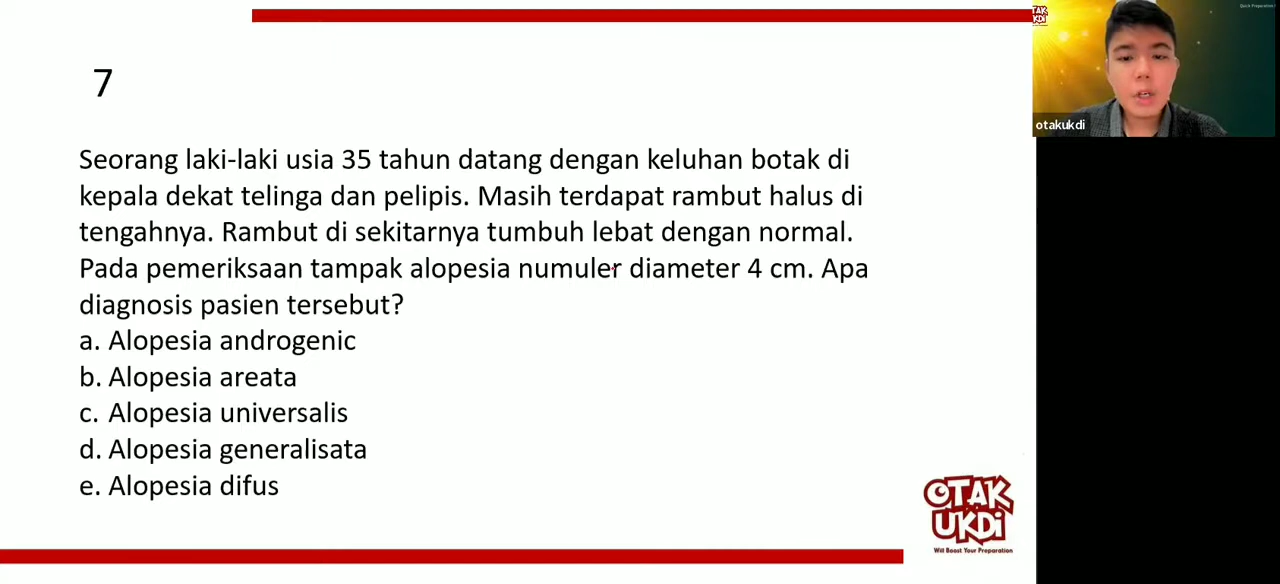 7
Seorang laki-laki usia 35 tahun datang dengan keluhan botak di
kepala dekat telinga dan pelipis. Masih terdapat rambut halus di
tengahnya. Rambut di sekitarnya tumbuh lebat dengan normal.
Pada pemeriksaan tampak alopesia numuler diameter 4 cm. Apa
diagnosis pasien tersebut?
a. Alopesia androgenic
b. Alopesia areata
c. Alopesia universalis
d. Alopesia generalisata
e. Alopesia difus
otakukdi
OTAK
UKDi
Will Boost Your Preparation